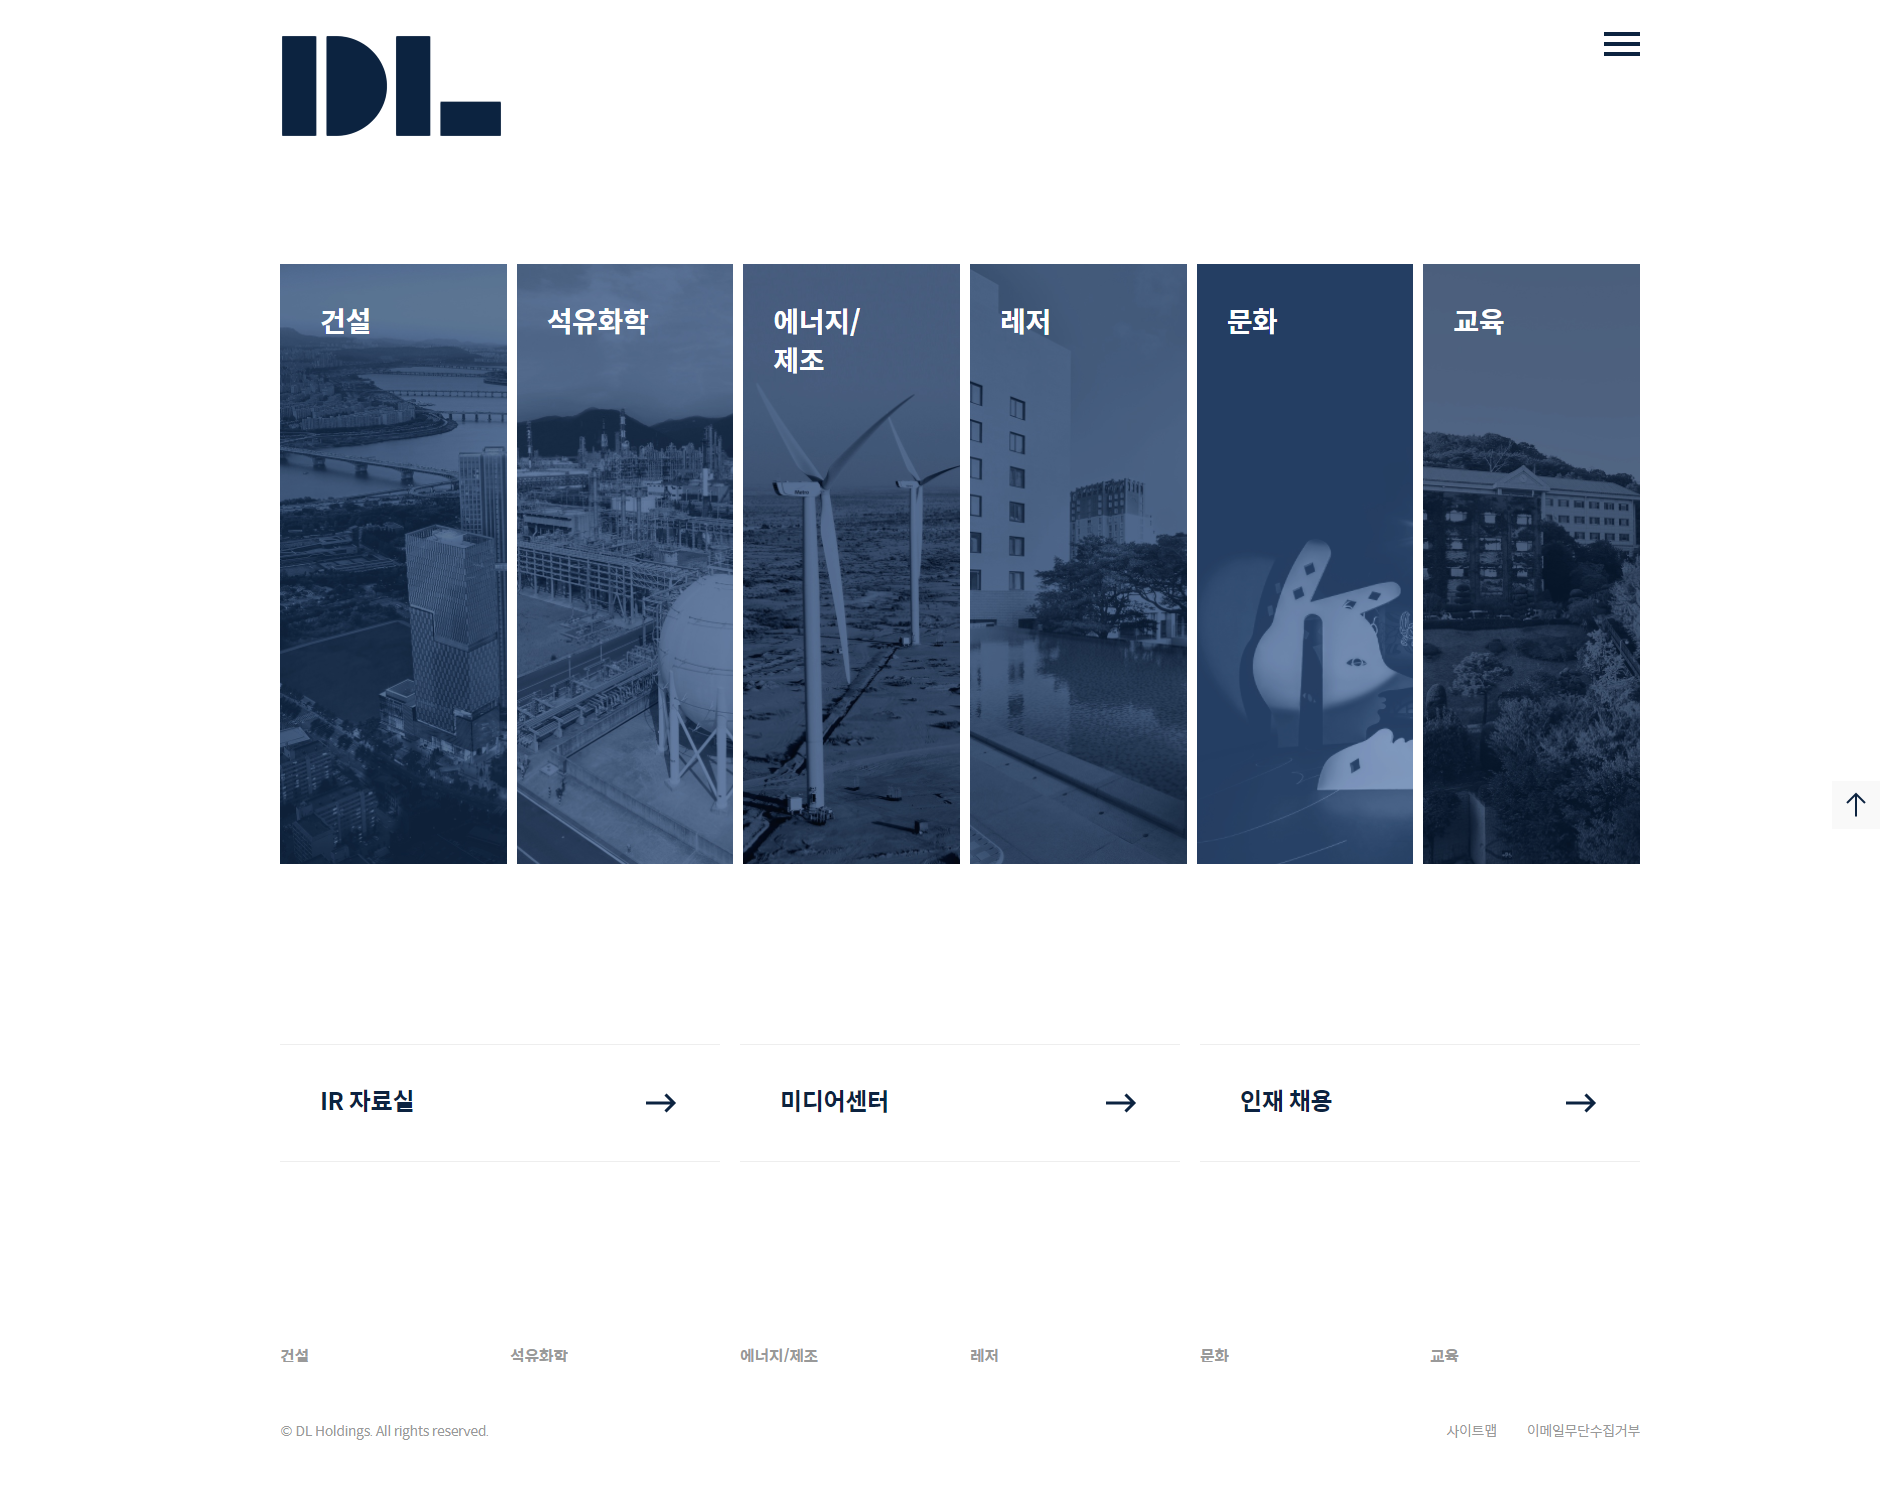 DL
건설
석유화학
에너지/
제조
레저
문화
교육
IR 자료실
미디어센터
인재 채용
건설
석유화학
에너지/제조
레저
문화
교육
© DL Holdings. All rights reserved.
사이트맵
이메일무단수집거부